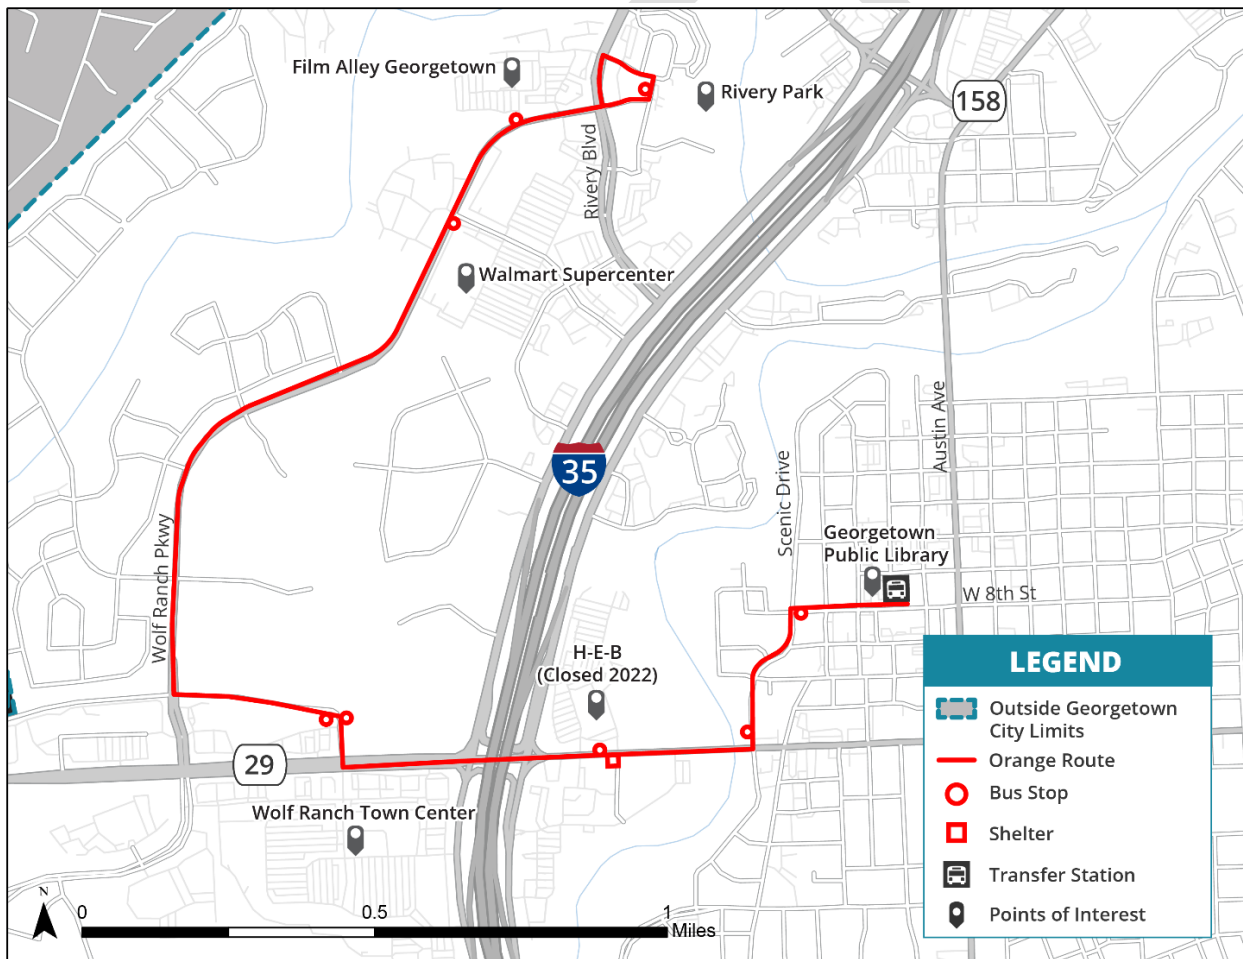 Film Alley Georgetown
Rivery Park
158
Rivery Blvd
Walmart Supercenter
Austin Ave
35
Scenic Drive
Wolf Ranch Pkwy
Georgetown
Public Library
W 8th St
H-E-B
(Closed 2022)
29
Wolf Ranch Town Center
LEGEND
Outside Georgetown
City Limits
Orange Route
Bus Stop
Shelter
Transfer Station
Points of Interest
N
0 0.5 1
Miles